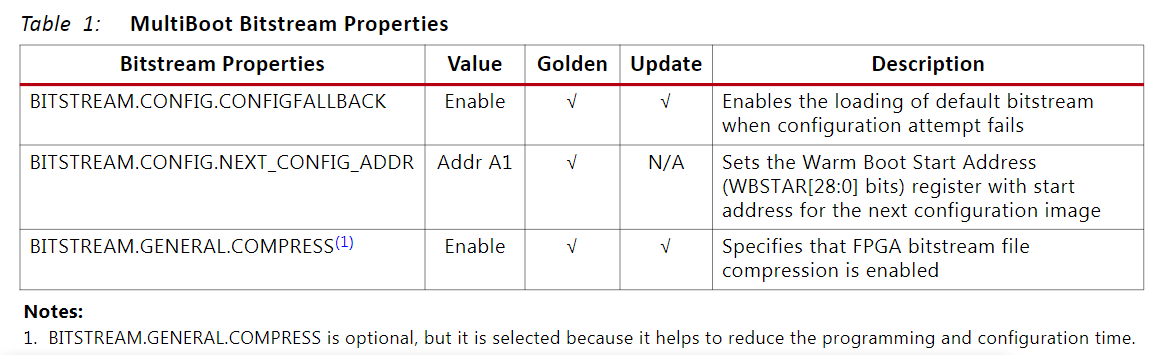 Table 1: MultiBoot Bitstream Properties
Bitstream Properties Value Golden Update Description
BITSTREAM.CONFIG.CONFIGFALLBACK Enable √ √ Enables the loading of default bitstream
when configuration attempt fails
BITSTREAM.CONFIG.NEXT_CONFIG_ADDR Addr A1 √ N/A Sets the Warm Boot Start Address
(WBSTAR[28:0] bits) register with start
address for the next configuration image
BITSTREAM.GENERAL.COMPRESS(1) Enable √ √ Specifies that FPGA bitstream file
compression is enabled
Notes:
1. BITSTREAM.GENERAL.COMPRESS is optional, but it is selected because it helps to reduce the programming and configuration time.